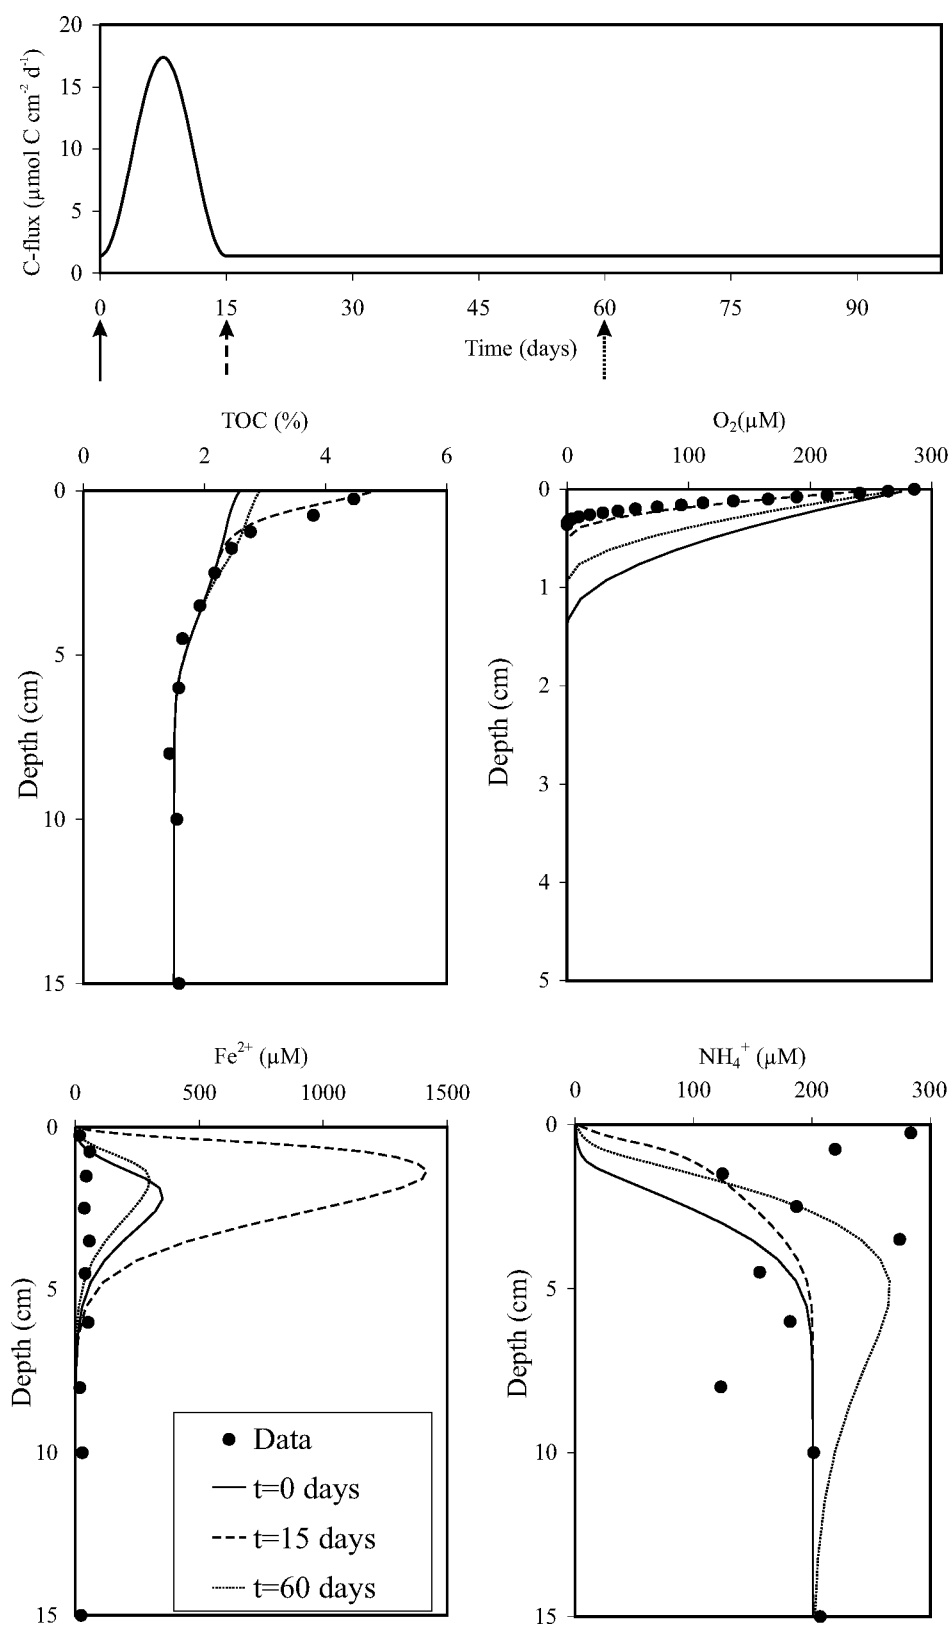 20
15
10
5
0
C-flux (µmol C cm⁻² d⁻¹)
0 15 30 45 60 75 90
Time (days)
TOC (%)
0 2 4 6
0
5
10
15
Depth (cm)
O₂(µM)
0 100 200 300
0
1
2
3
4
5
Depth (cm)
Fe²⁺ (µM)
0 500 1000 1500
0
5
10
15
Depth (cm)
Data
t=0 days
t=15 days
t=60 days
NH₄⁺ (µM)
0 100 200 300
0
5
10
15
Depth (cm)